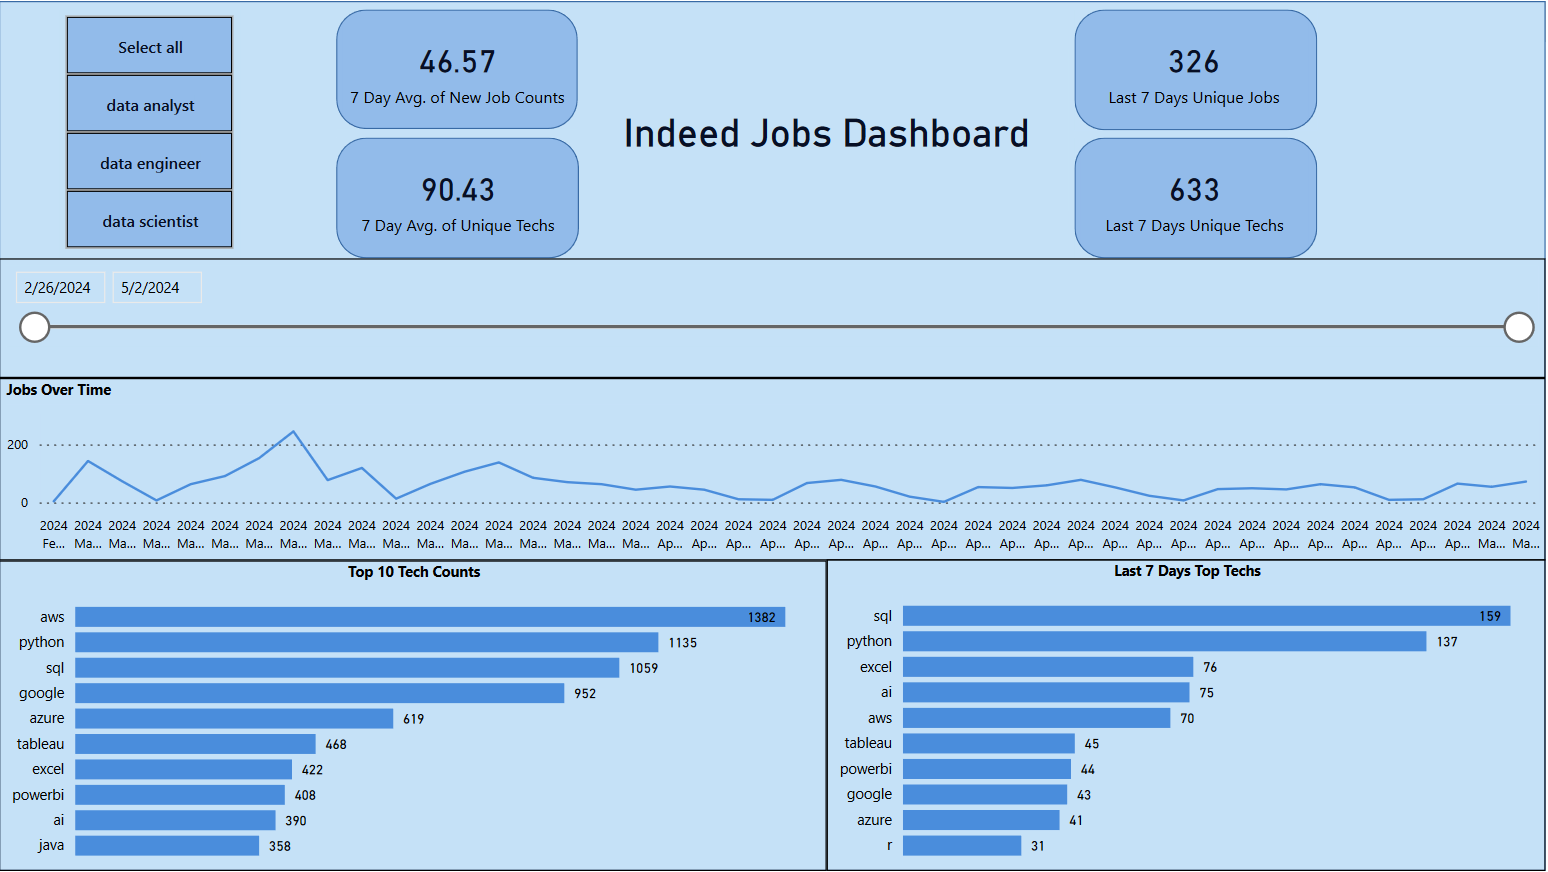 Select all
data analyst
data engineer
data scientist
46.57
7 Day Avg. of New Job Counts
90.43
7 Day Avg. of Unique Techs
Indeed Jobs Dashboard
326
Last 7 Days Unique Jobs
633
Last 7 Days Unique Techs
2/26/2024 5/2/2024
Jobs Over Time
200
0
2024 2024 2024 2024 2024 2024 2024 2024 2024 2024 2024 2024 2024 2024 2024 2024 2024 2024 2024 2024 2024 2024 2024 2024 2024 2024 2024 2024 2024 2024 2024 2024 2024 2024 2024 2024 2024 2024 2024 2024 2024 2024 2024 2024
Fe... Ma... Ma... Ma... Ma... Ma... Ma... Ma... Ma... Ma... Ma... Ma... Ma... Ma... Ma... Ma... Ma... Ma... Ap... Ap... Ap... Ap... Ap... Ap... Ap... Ap... Ap... Ap... Ap... Ap... Ap... Ap... Ap... Ap... Ap... Ap... Ap... Ap... Ap... Ap... Ap... Ap... Ma... Ma...
Top 10 Tech Counts
aws 1382
python 1135
sql 1059
google 952
azure 619
tableau 468
excel 422
powerbi 408
ai 390
java 358
Last 7 Days Top Techs
sql 159
python 137
excel 76
ai 75
aws 70
tableau 45
powerbi 44
google 43
azure 41
r 31